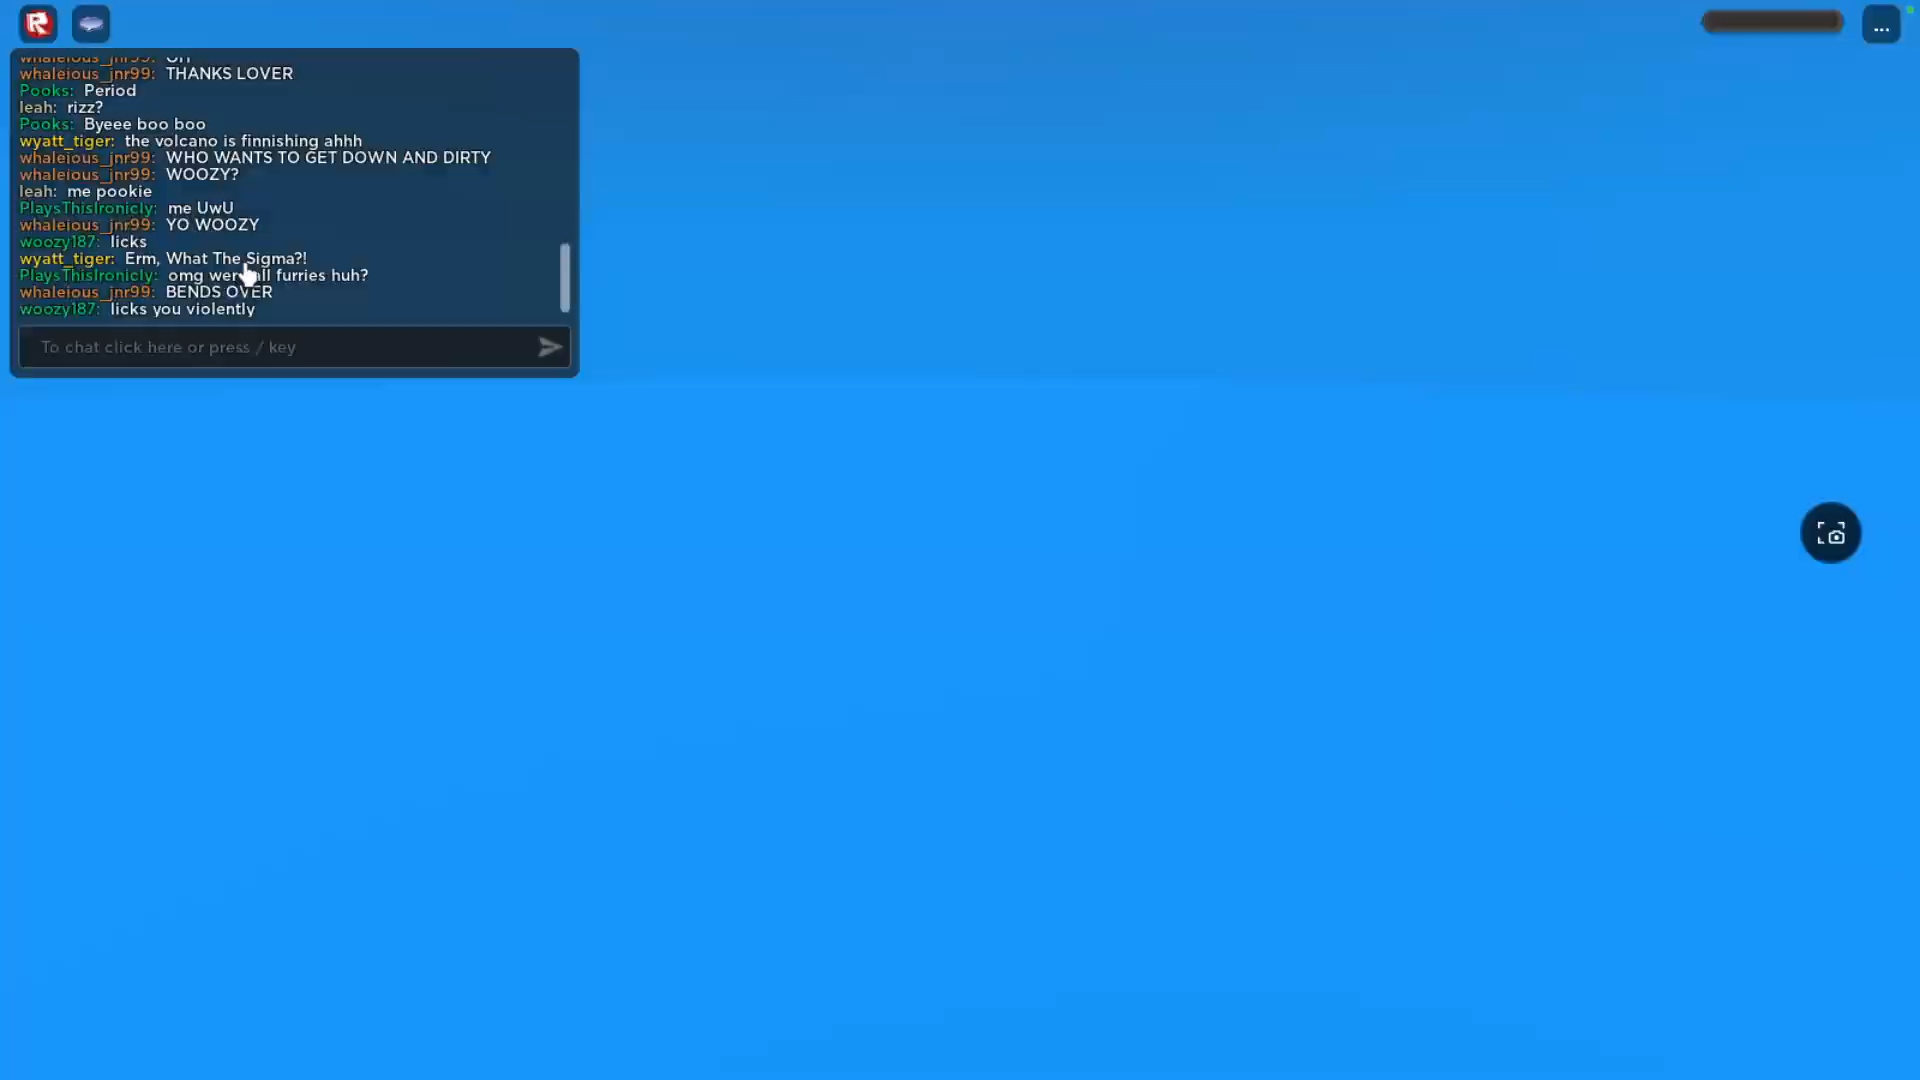 whaleious_jnr99:
whaleious_jnr99: THANKS LOVER
Pooks: Period
leah: rizz?
Pooks: Byeee boo boo
wyatt_tiger: the volcano is finnishing ahhh
whaleious_jnr99: WHO WANTS TO GET DOWN AND DIRTY
whaleious_jnr99: WOOZY?
leah: me pookie
PlaysThisIronicly: me UwU
whaleious_jnr99: YO WOOZY
woozy187: licks
wyatt_tiger: Erm, What The Sigma?!
PlaysThisIronicly: omg all furries huh?
whaleious_jnr99: BENDS OVER
woozy187: licks you violently
To chat click here or press / key